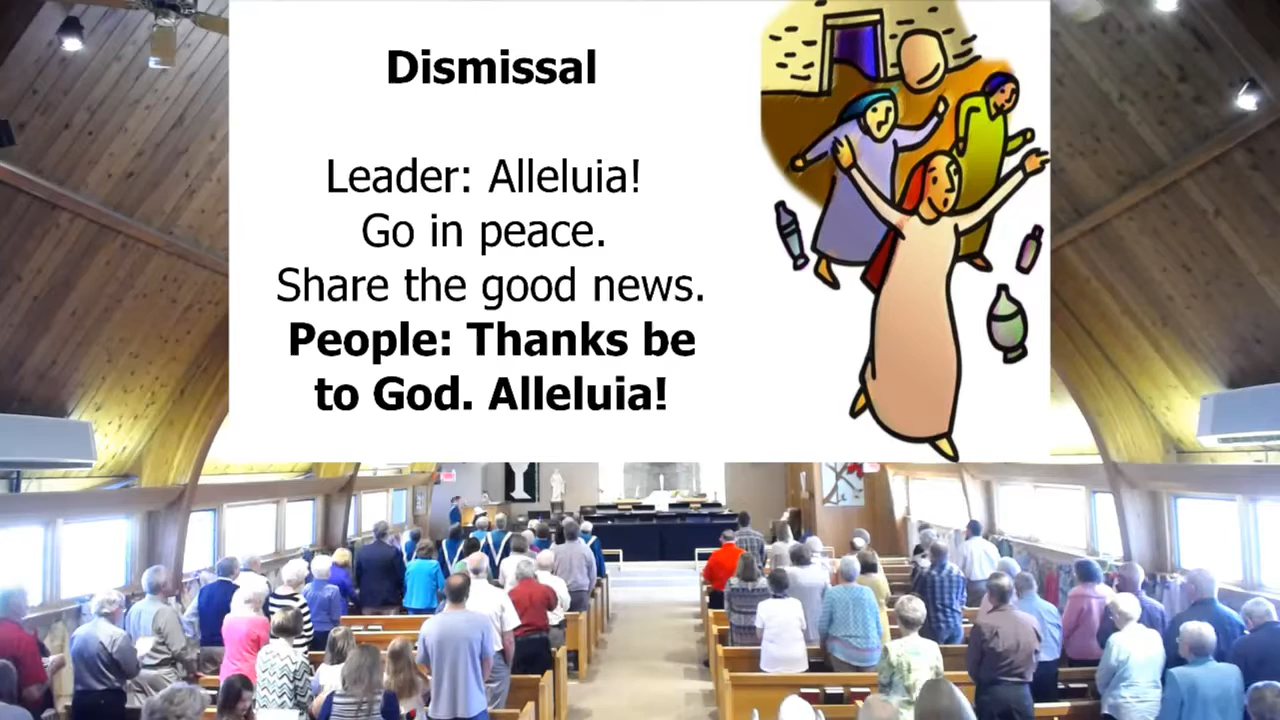 Dismissal
Leader: Alleluia!
Go in peace.
Share the good news.
People: Thanks be
to God. Alleluia!